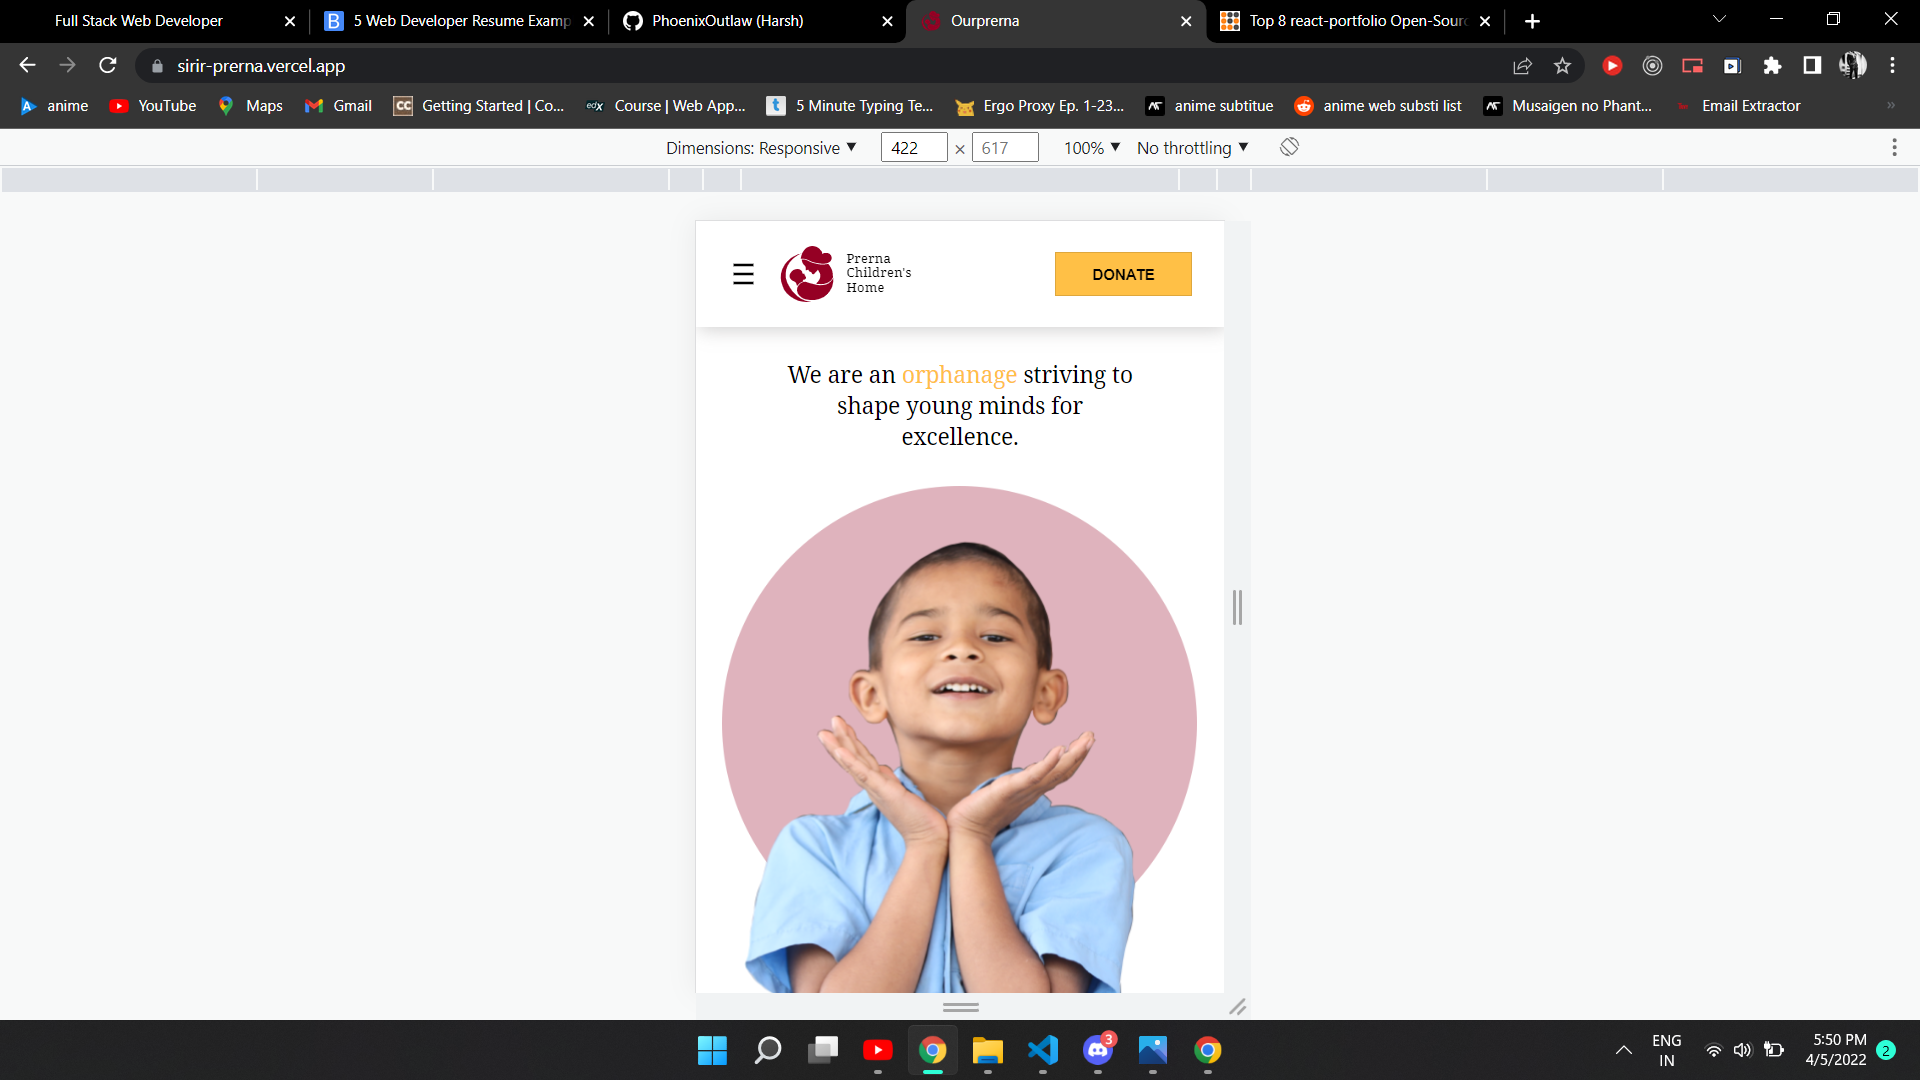 Full Stack Web Developer
5 Web Developer Resume Examp
PhoenixOutlaw (Harsh)
Ourprerna
Top 8 react-portfolio Open-Sourc
sirir-prerna.vercel.app
anime
YouTube
Maps
Gmail
CC
Getting Started | Co...
edX
Course | Web App...
t
5 Minute Typing Te...
Ergo Proxy Ep. 1-23...
anime subtitue
anime web substi list
Musaigen no Phant...
Email Extractor
»
Dimensions: Responsive
422
×
617
100%
No throttling
Prerna
Children's
Home
DONATE
We are an orphanage striving to
shape young minds for
excellence.
3
ENG
IN
5:50 PM
4/5/2022
2